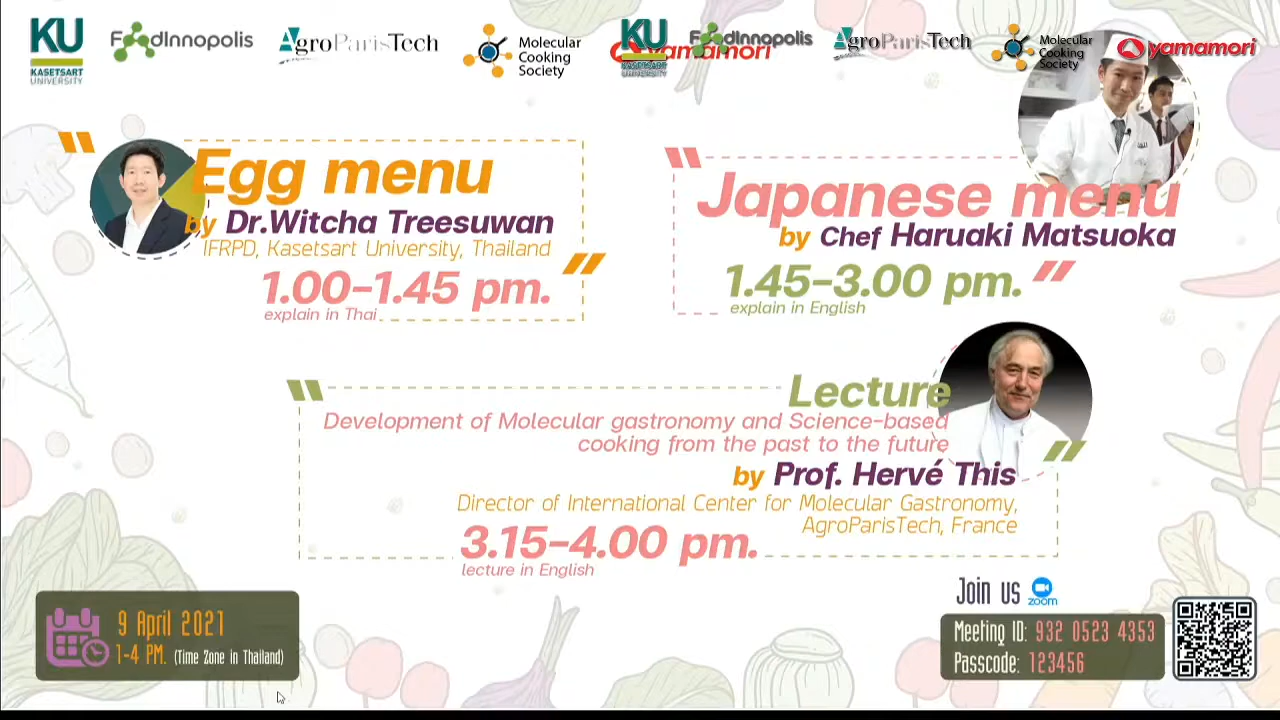 KU
KASETSART
UNIVERSITY
FoodInnopolis
AgroParisTech
Molecular
Cooking
Society
yamamori
KU
KASETSART
UNIVERSITY
FoodInnopolis
AgroParisTech
Molecular
Cooking
Society
yamamori
Egg menu
by Dr.Witcha Treesuwan
IFRPD, Kasetsart University, Thailand
1.00-1.45 pm.
explain in Thai
Japanese menu
by Chef Haruaki Matsuoka
1.45-3.00 pm.
explain in English
Lecture
Development of Molecular gastronomy and Science-based
cooking from the past to the future
by Prof. Hervé This
Director of International Center for Molecular Gastronomy,
AgroParisTech, France
3.15-4.00 pm.
lecture in English
9 April 2021
1-4 PM. (Time Zone in Thailand)
Join us zoom
Meeting ID: 932 0523 4353
Passcode: 123456